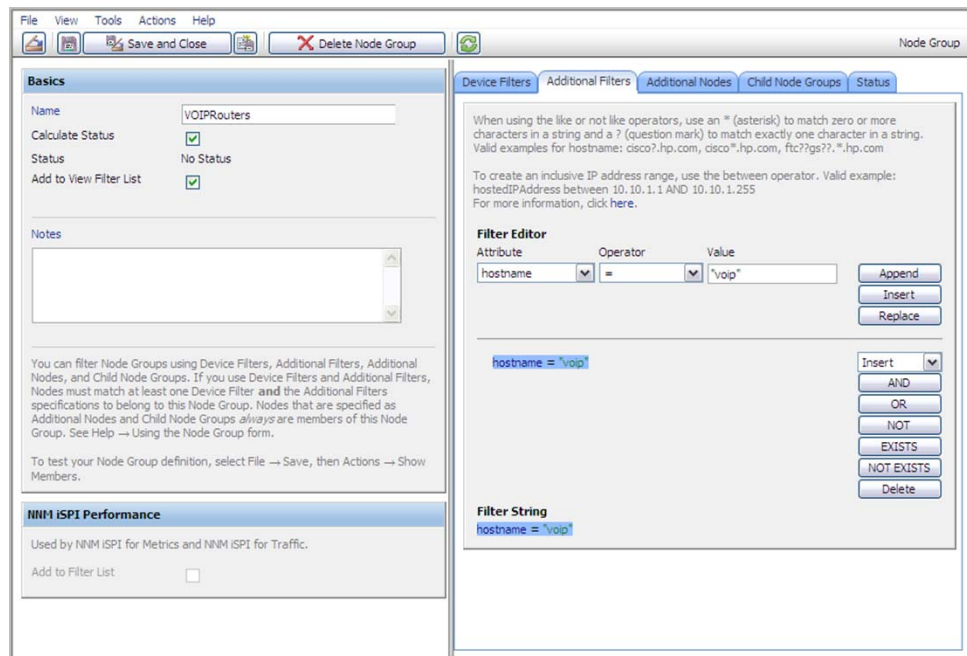 File View Tools Actions Help
Save and Close
Delete Node Group
Node Group
Basics
Name
VOIPRouters
Calculate Status
Status
No Status
Add to View Filter List
Notes
You can filter Node Groups using Device Filters, Additional Filters, Additional
Nodes, and Child Node Groups. If you use Device Filters and Additional Filters,
Nodes must match at least one Device Filter and the Additional Filters
specifications to belong to this Node Group. Nodes that are specified as
Additional Nodes and Child Node Groups always are members of this Node
Group. See Help → Using the Node Group form.
To test your Node Group definition, select File → Save, then Actions → Show
Members.
NNM iSPI Performance
Used by NNM iSPI for Metrics and NNM iSPI for Traffic.
Add to Filter List
Device Filters
Additional Filters
Additional Nodes
Child Node Groups
Status
When using the like or not like operators, use an * (asterisk) to match zero or more
characters in a string and a ? (question mark) to match exactly one character in a string.
Valid examples for hostname: cisco?.hp.com, cisco*.hp.com, ftc??gs??.*.hp.com
To create an inclusive IP address range, use the between operator. Valid example:
hostedIPAddress between 10.10.1.1 AND 10.10.1.255
For more information, click here.
Filter Editor
Attribute
Operator
Value
hostname
=
"voip"
Append
Insert
Replace
hostname = "voip"
Insert
AND
OR
NOT
EXISTS
NOT EXISTS
Delete
Filter String
hostname = "voip"